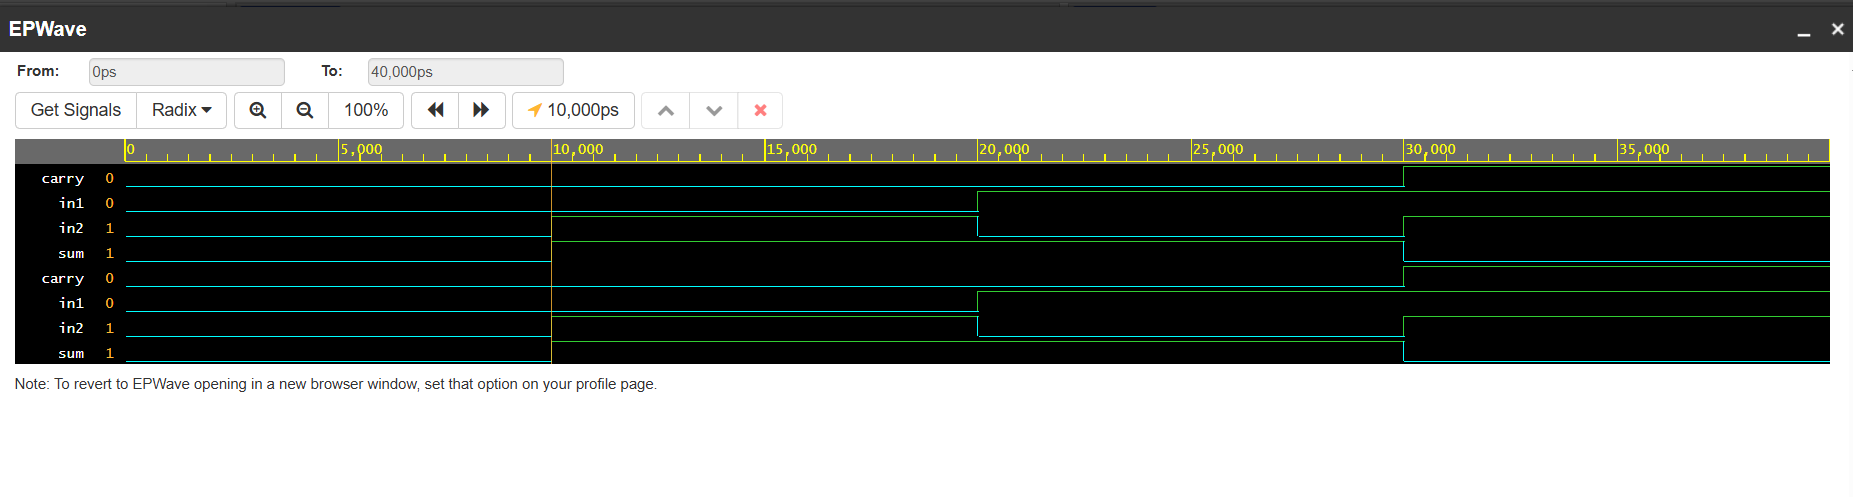 EPWave
From: 0ps To: 40,000ps
Get Signals Radix 100% 10,000ps
0 5,000 10,000 15,000 20,000 25,000 30,000 35,000
carry 0
in1 0
in2 1
sum 1
carry 0
in1 0
in2 1
sum 1
Note: To revert to EPWave opening in a new browser window, set that option on your profile page.